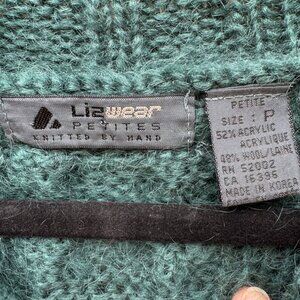 Lizwear
PETITES
KNITTED BY HAND
PETITE
SIZE : P
52% ACRYLIC
ACRYLIQUE
48% WOOL/LAINE
RN 52002
CA 15395
MADE IN KOREA